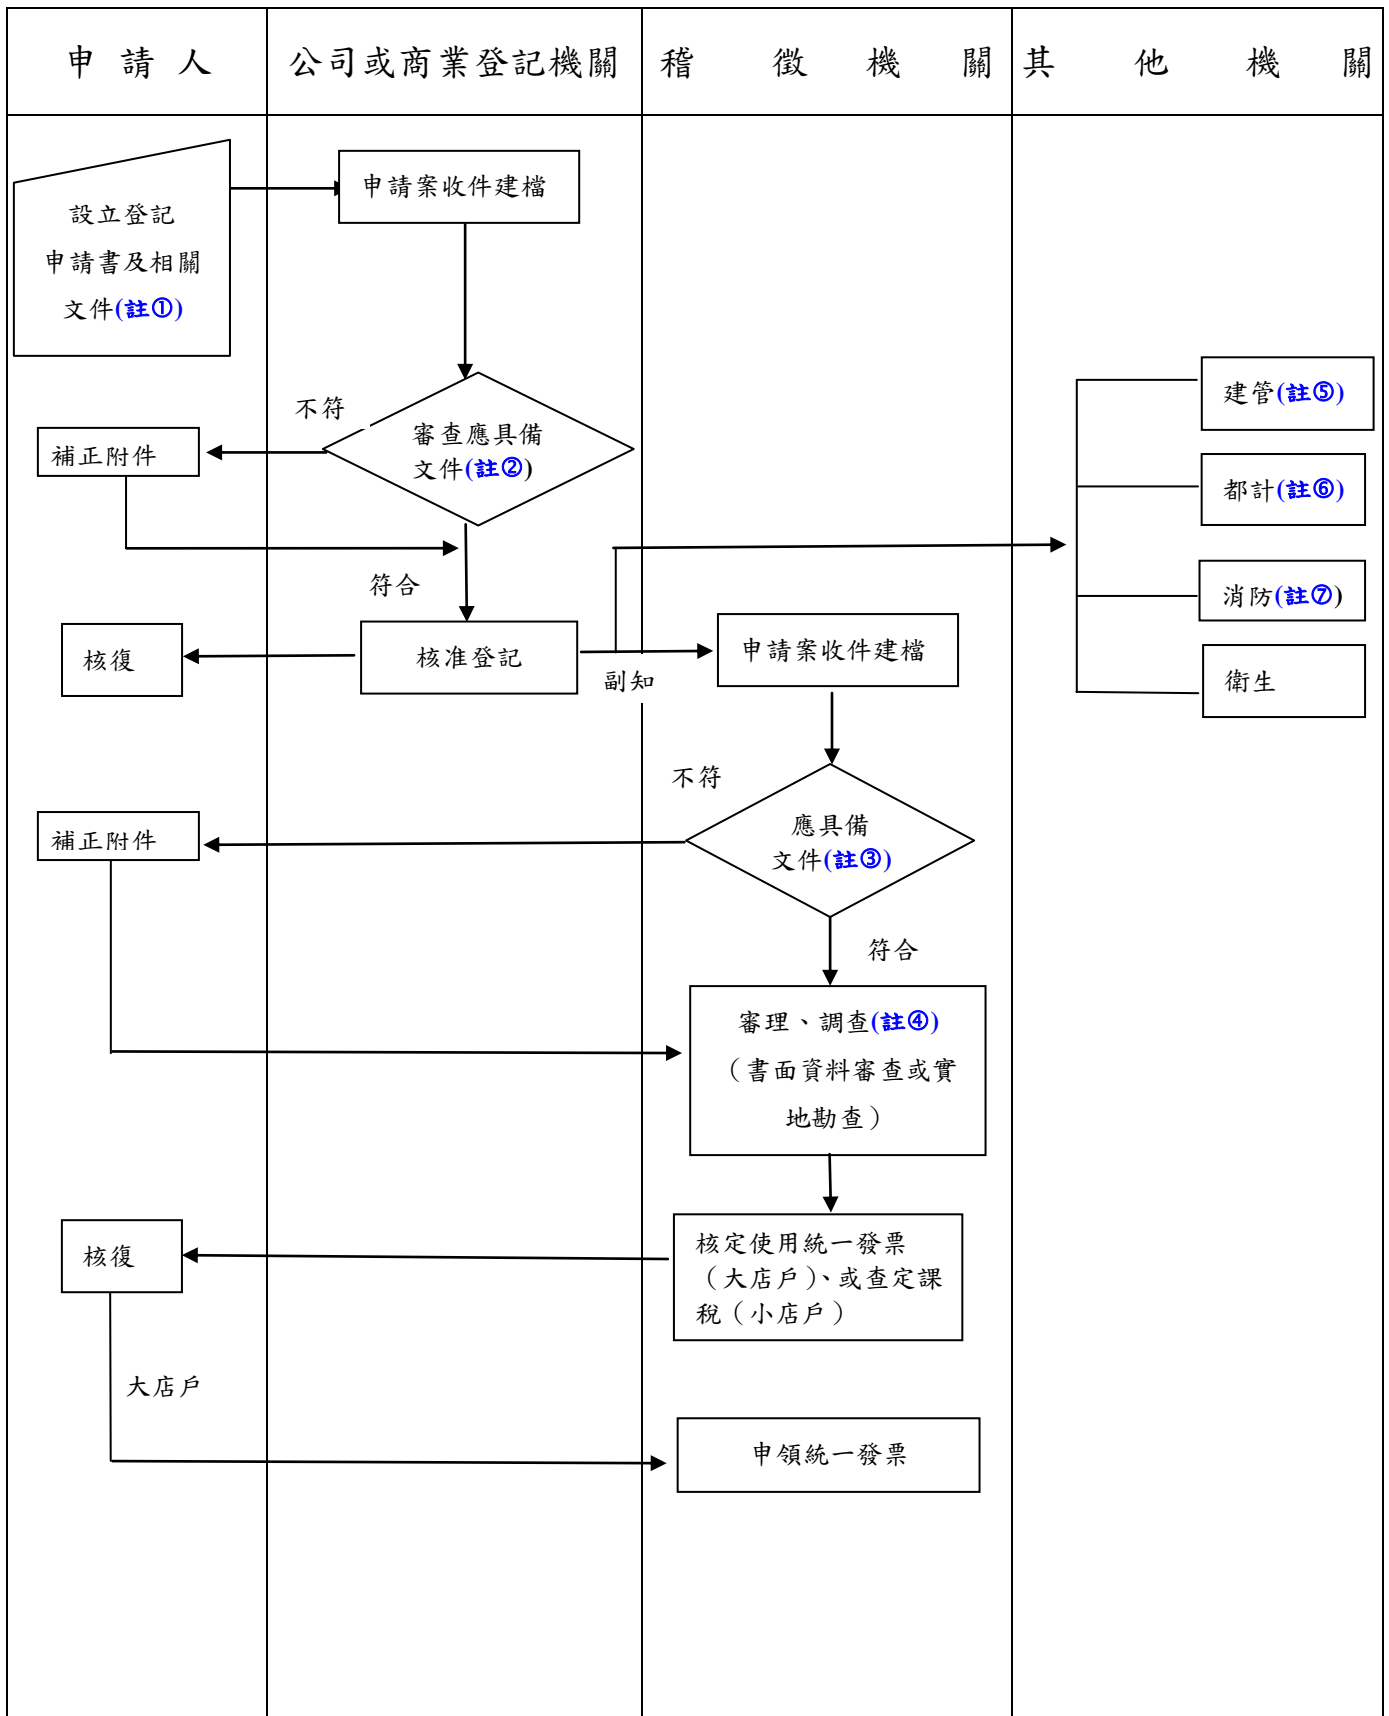 申請人
公司或商業登記機關
稽徵機關
其他機關
設立登記
申請書及相關
文件(註①)
申請案收件建檔
不符
審查應具備
文件(註②)
補正附件
符合
核復
核准登記
副知
申請案收件建檔
建管(註⑤)
都計(註⑥)
消防(註⑦)
衛生
不符
應具備
文件(註③)
補正附件
符合
審理、調查(註④)
（書面資料審查或實
地勘查）
核復
核定使用統一發票
（大店戶）、或查定課
稅（小店戶）
大店戶
申領統一發票